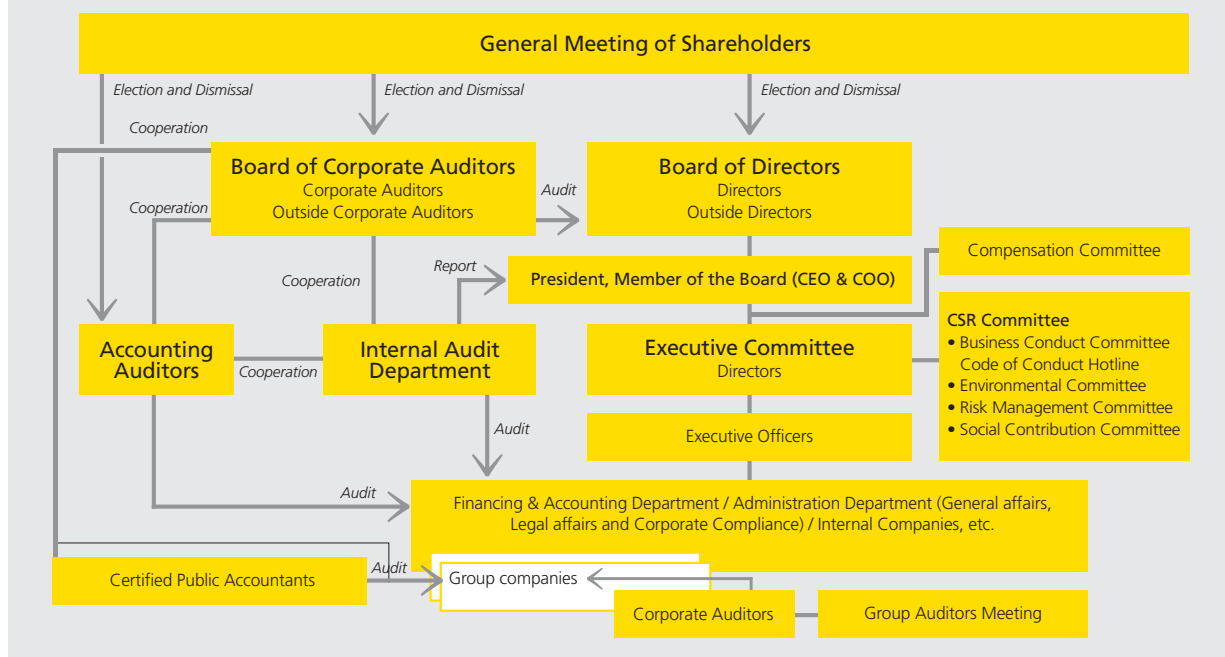 General Meeting of Shareholders
Election and Dismissal
Election and Dismissal
Election and Dismissal
Cooperation
Board of Corporate Auditors
Corporate Auditors
Outside Corporate Auditors
Audit
Board of Directors
Directors
Outside Directors
Cooperation
Compensation Committee
Cooperation
Report
President, Member of the Board (CEO & COO)
CSR Committee
• Business Conduct Committee
Code of Conduct Hotline
• Environmental Committee
• Risk Management Committee
• Social Contribution Committee
Accounting
Auditors
Cooperation
Internal Audit
Department
Executive Committee
Directors
Audit
Executive Officers
Audit
Financing & Accounting Department / Administration Department (General affairs,
Legal affairs and Corporate Compliance) / Internal Companies, etc.
Certified Public Accountants
Audit
Group companies
Corporate Auditors
Group Auditors Meeting